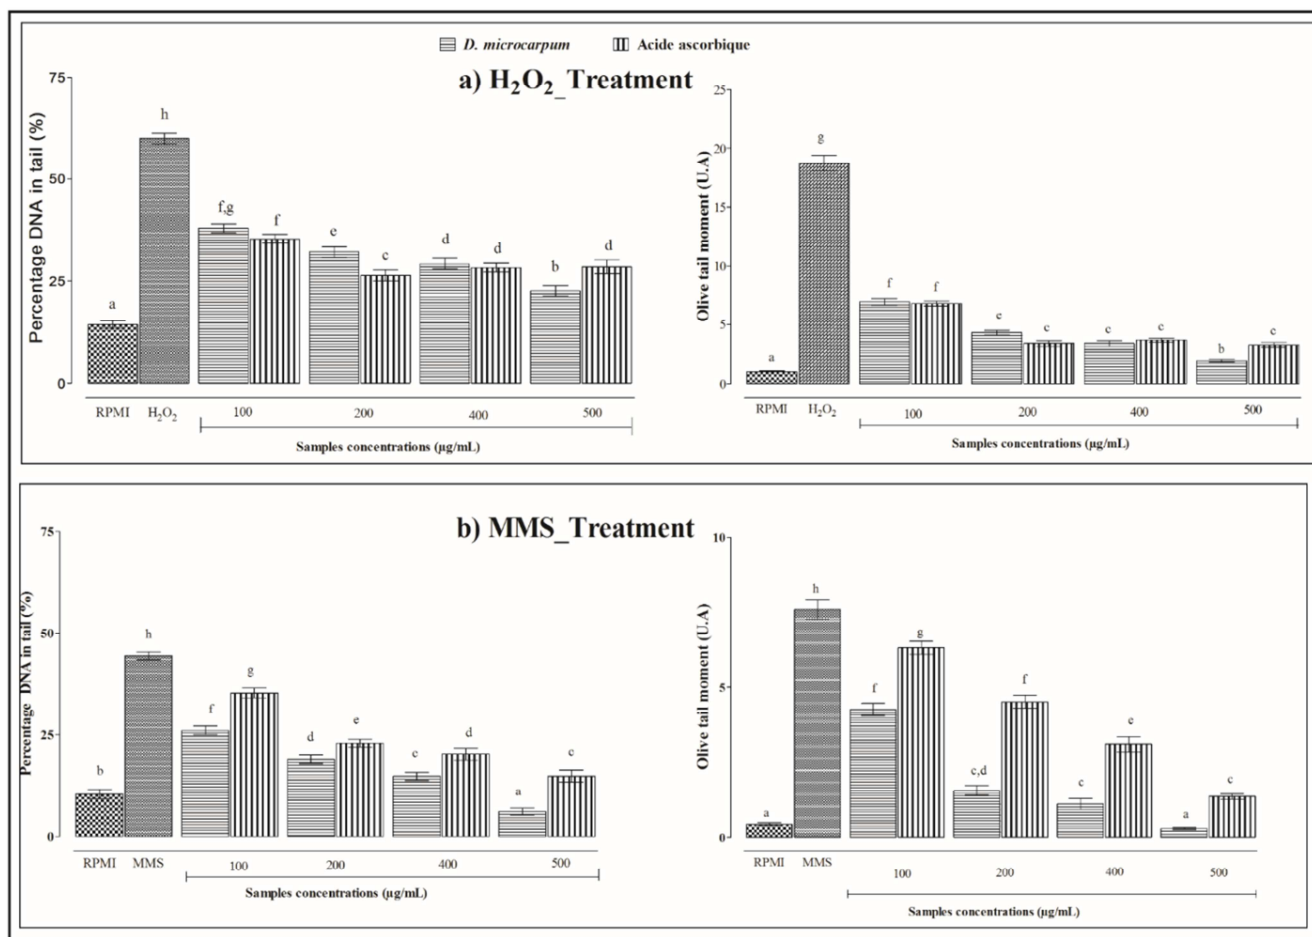 D. microcarpum Acide ascorbique
a) H₂O₂_Treatment
Percentage DNA in tail (%)
75
50
25
0
a
h
f,g
f
e
c
d
d
b
d
RPMI H₂O₂ 100 200 400 500
Samples concentrations (µg/mL)
Olive tail moment (U.A)
25
20
15
10
5
0
a
g
f
f
e
c
c
c
b
c
RPMI H₂O₂ 100 200 400 500
Samples concentrations (µg/mL)
b) MMS_Treatment
Percentage DNA in tail (%)
75
50
25
0
b
h
f
g
d
e
c
d
a
c
RPMI MMS 100 200 400 500
Samples concentrations (µg/mL)
Olive tail moment (U.A)
10
5
0
a
h
f
g
c,d
f
c
e
a
c
RPMI MMS 100 200 400 500
Samples concentrations (µg/mL)